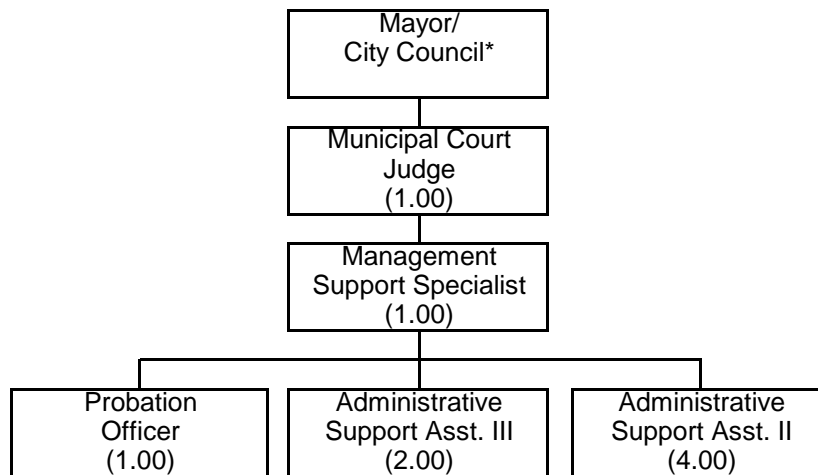 Mayor/
City Council*
Municipal Court
Judge
(1.00)
Management
Support Specialist
(1.00)
Probation
Officer
(1.00)
Administrative
Support Asst. III
(2.00)
Administrative
Support Asst. II
(4.00)